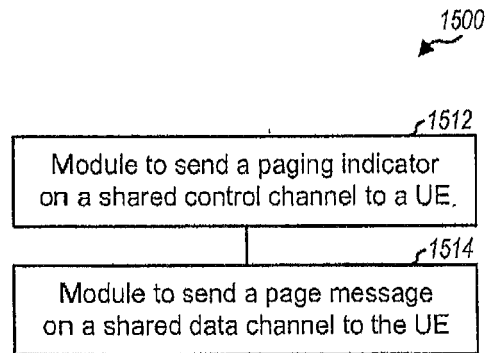 1500
1512
Module to send a paging indicator
on a shared control channel to a UE.
1514
Module to send a page message
on a shared data channel to the UE